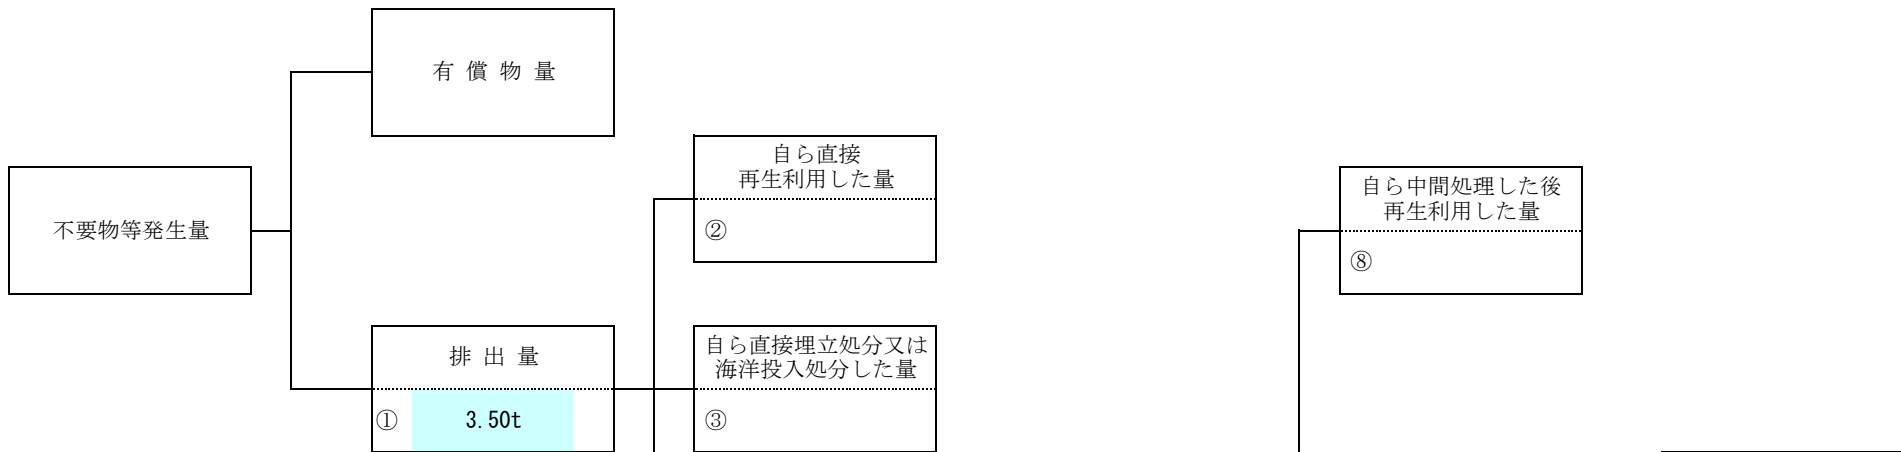 有 償 物 量
自ら直接
再生利用した量
②
自ら中間処理した後
再生利用した量
⑧
不要物等発生量
排 出 量
① 3.50t
自ら直接埋立処分又は
海洋投入処分した量
③